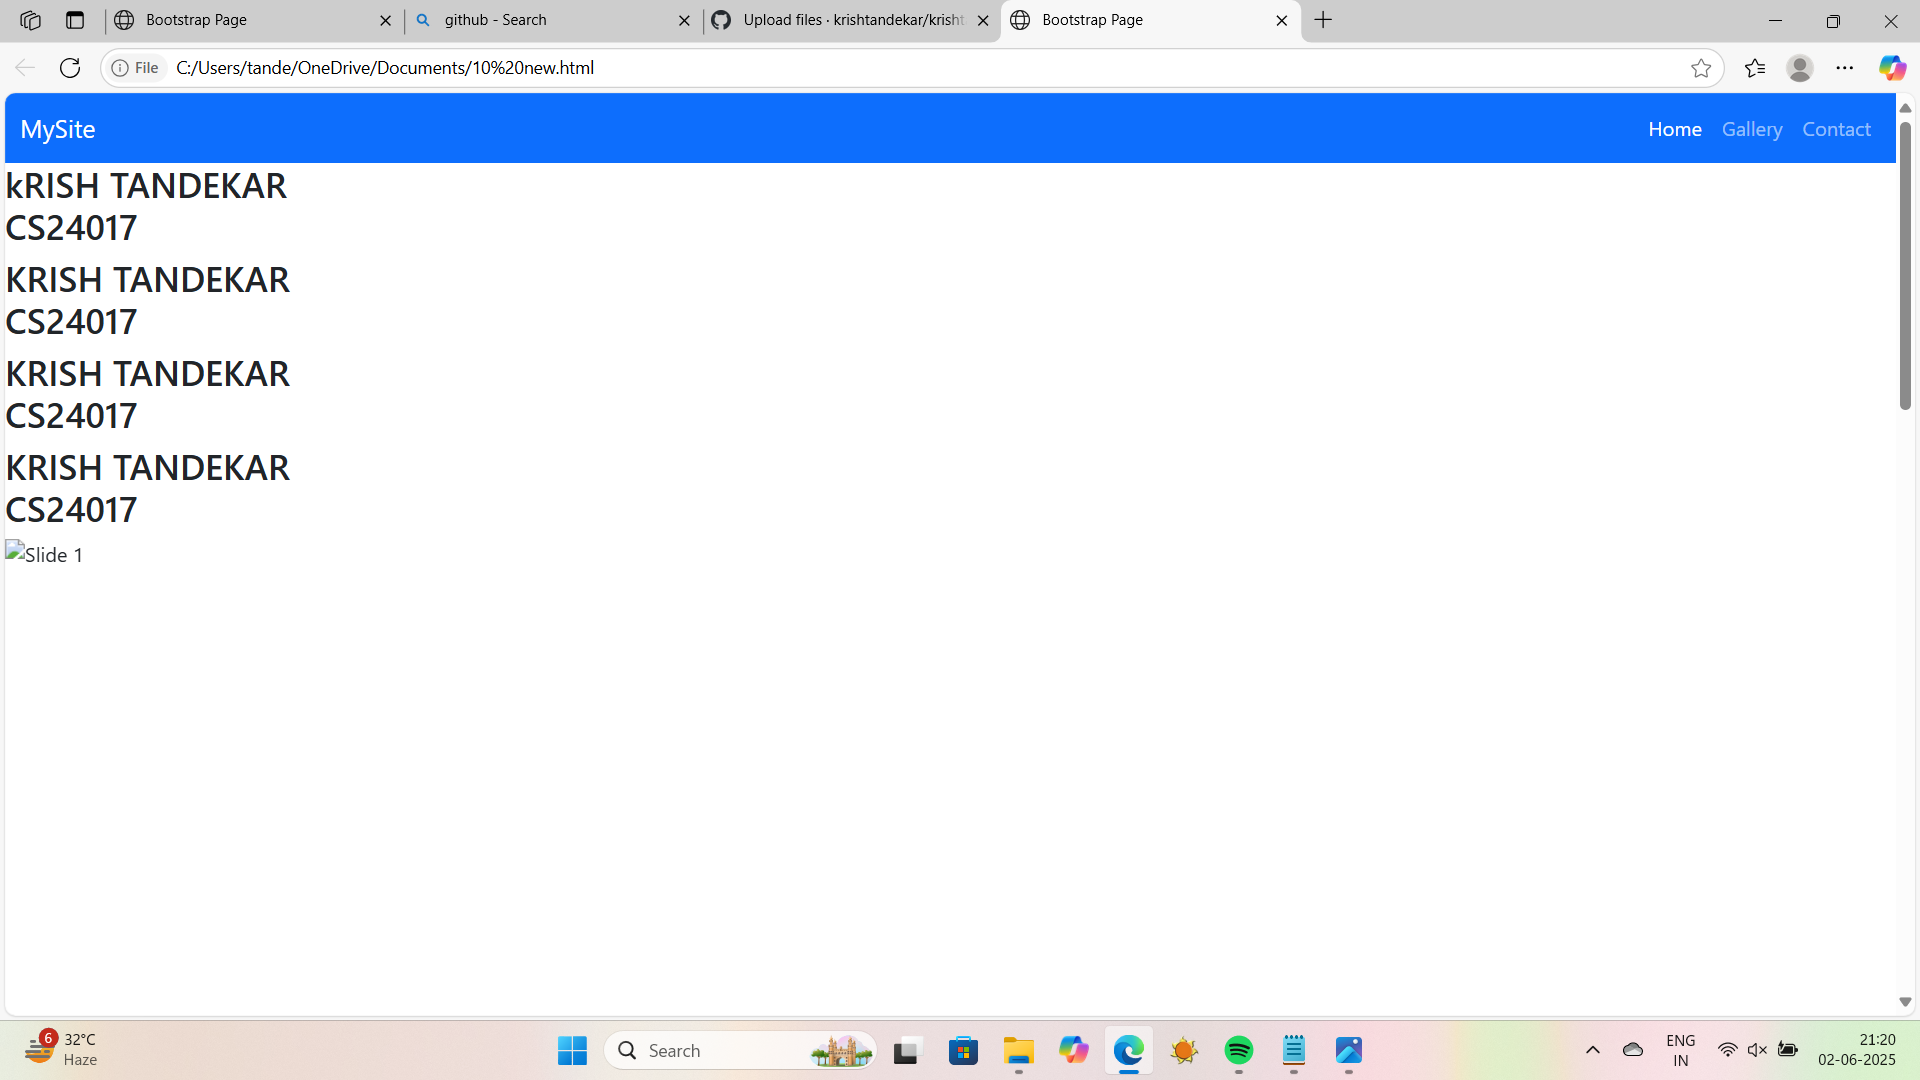 Bootstrap Page
github - Search
Upload files · krishtandekar/krisht
Bootstrap Page
File
C:/Users/tande/OneDrive/Documents/10%20new.html
MySite
Home Gallery Contact
kRISH TANDEKAR
CS24017
KRISH TANDEKAR
CS24017
KRISH TANDEKAR
CS24017
KRISH TANDEKAR
CS24017
Slide 1
6
32°C
Haze
Search
ENG
IN
21:20
02-06-2025